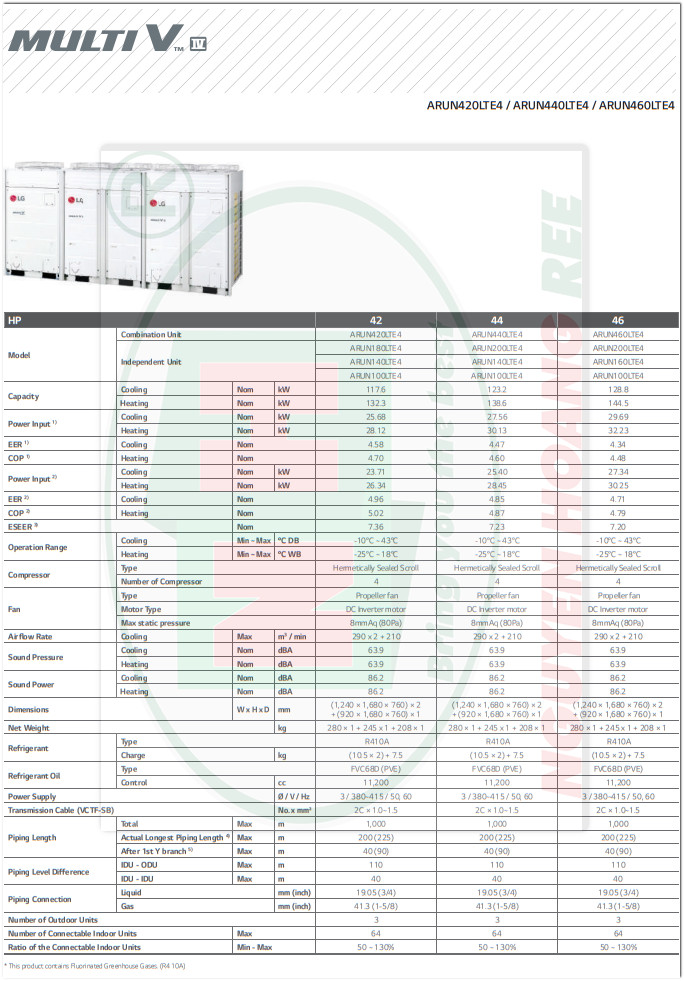 MULTI V™ IV
ARUN420LTE4 / ARUN440LTE4 / ARUN460LTE4
LG LG LG
®
Bring you the best
NGUYEN HOANG REE
HP 42 44 46
Model Combination Unit ARUN420LTE4 ARUN440LTE4 ARUN460LTE4
Independent Unit ARUN180LTE4 ARUN200LTE4 ARUN200LTE4
ARUN140LTE4 ARUN140LTE4 ARUN160LTE4
ARUN100LTE4 ARUN100LTE4 ARUN100LTE4
Capacity Cooling Nom kW 117.6 123.2 128.8
Heating Nom kW 132.3 138.6 144.5
Power Input 1) Cooling Nom kW 25.68 27.56 29.69
Heating Nom kW 28.12 30.13 32.23
EER 1) Cooling Nom 4.58 4.47 4.34
COP 1) Heating Nom 4.70 4.60 4.48
Power Input 2) Cooling Nom kW 23.71 25.40 27.34
Heating Nom kW 26.34 28.45 30.25
EER 2) Cooling Nom 4.96 4.85 4.71
COP 2) Heating Nom 5.02 4.87 4.79
ESEER 3) Nom 7.36 7.23 7.20
Operation Range Cooling Min - Max °C DB -10°C ~ 43°C -10°C ~ 43°C -10°C ~ 43°C
Heating Min - Max °C WB -25°C ~ 18°C -25°C ~ 18°C -25°C ~ 18°C
Compressor Type Hermetically Sealed Scroll Hermetically Sealed Scroll Hermetically Sealed Scroll
Number of Compressor 4 4 4
Fan Type Propeller fan Propeller fan Propeller fan
Motor Type DC Inverter motor DC Inverter motor DC Inverter motor
Max static pressure 8mmAq (80Pa) 8mmAq (80Pa) 8mmAq (80Pa)
Airflow Rate Cooling Max m³ / min 290 x 2 + 210 290 x 2 + 210 290 x 2 + 210
Sound Pressure Cooling Nom dBA 63.9 63.9 63.9
Heating Nom dBA 63.9 63.9 63.9
Sound Power Cooling Nom dBA 86.2 86.2 86.2
Heating Nom dBA 86.2 86.2 86.2
Dimensions W x H x D mm (1,240 × 1,680 × 760) × 2 (1,240 × 1,680 × 760) × 2 (1,240 × 1,680 × 760) × 2
+ (920 × 1,680 × 760) × 1 + (920 × 1,680 × 760) × 1 + (920 × 1,680 × 760) × 1
Net Weight kg 280 × 1 + 245 x 1 + 208 × 1 280 × 1 + 245 x 1 + 208 × 1 280 × 1 + 245 x 1 + 208 × 1
Refrigerant Type R410A R410A R410A
Charge kg (10.5 × 2) + 7.5 (10.5 × 2) + 7.5 (10.5 × 2) + 7.5
Refrigerant Oil Type FVC68D (PVE) FVC68D (PVE) FVC68D (PVE)
Control cc 11,200 11,200 11,200
Power Supply Ø / V / Hz 3 / 380-415 / 50, 60 3 / 380-415 / 50, 60 3 / 380-415 / 50, 60
Transmission Cable (VCTF-SB) No.x mm² 2C × 1.0~1.5 2C × 1.0~1.5 2C × 1.0~1.5
Piping Length Total Max m 1,000 1,000 1,000
Actual Longest Piping Length 4) Max m 200 (225) 200 (225) 200 (225)
After 1st Y branch 5) Max m 40 (90) 40 (90) 40 (90)
Piping Level Difference IDU - ODU Max m 110 110 110
IDU - IDU Max m 40 40 40
Piping Connection Liquid mm (inch) 19.05 (3/4) 19.05 (3/4) 19.05 (3/4)
Gas mm (inch) 41.3 (1-5/8) 41.3 (1-5/8) 41.3 (1-5/8)
Number of Outdoor Units 3 3 3
Number of Connectable Indoor Units Max 64 64 64
Ratio of the Connectable Indoor Units Min - Max 50 ~ 130% 50 ~ 130% 50 ~ 130%
* This product contains Fluorinated Greenhouse Gases. (R4 10A)